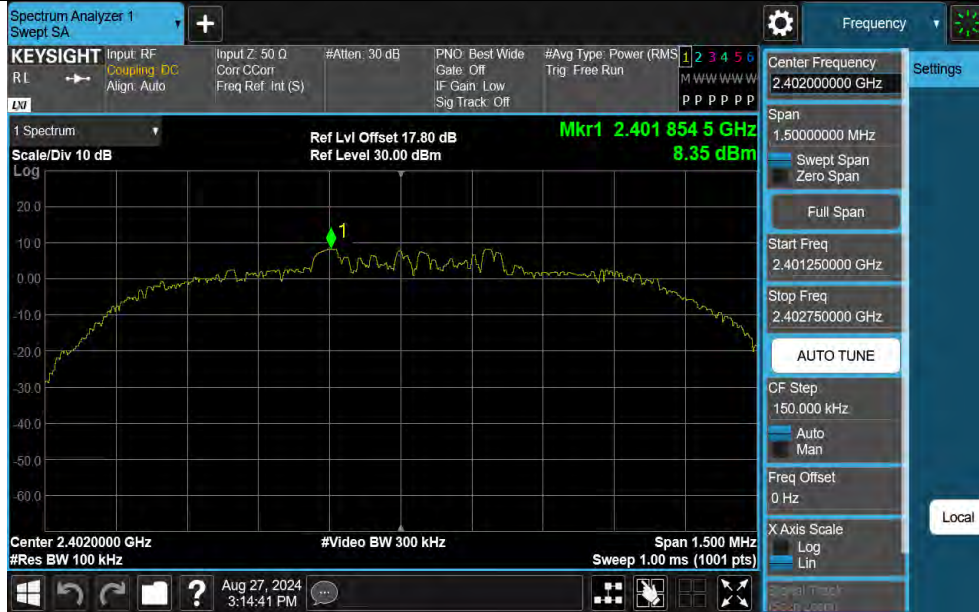 Spectrum Analyzer 1
Swept SA
+
Frequency
KEYSIGHT
RL
LXI
Input: RF
Coupling: DC
Align: Auto
Input Z: 50 Ω
Corr CCorr
Freq Ref: Int (S)
#Atten: 30 dB
PNO: Best Wide
Gate: Off
IF Gain: Low
Sig Track: Off
#Avg Type: Power (RMS
Trig: Free Run
1 2 3 4 5 6
M W W W W W
P P P P P P
1 Spectrum
Scale/Div 10 dB
Log
Ref Lvl Offset 17.80 dB
Ref Level 30.00 dBm
Mkr1 2.401 854 5 GHz
8.35 dBm
1
20.0
10.0
0.00
-10.0
-20.0
-30.0
-40.0
-50.0
-60.0
Center 2.4020000 GHz
#Res BW 100 kHz
#Video BW 300 kHz
Span 1.500 MHz
Sweep 1.00 ms (1001 pts)
Center Frequency
2.402000000 GHz
Span
1.50000000 MHz
Swept Span
Zero Span
Full Span
Start Freq
2.401250000 GHz
Stop Freq
2.402750000 GHz
AUTO TUNE
CF Step
150.000 kHz
Auto
Man
Freq Offset
0 Hz
X Axis Scale
Log
Lin
Signal Track
(Span Zoom)
Settings
Local
?
Aug 27, 2024
3:14:41 PM